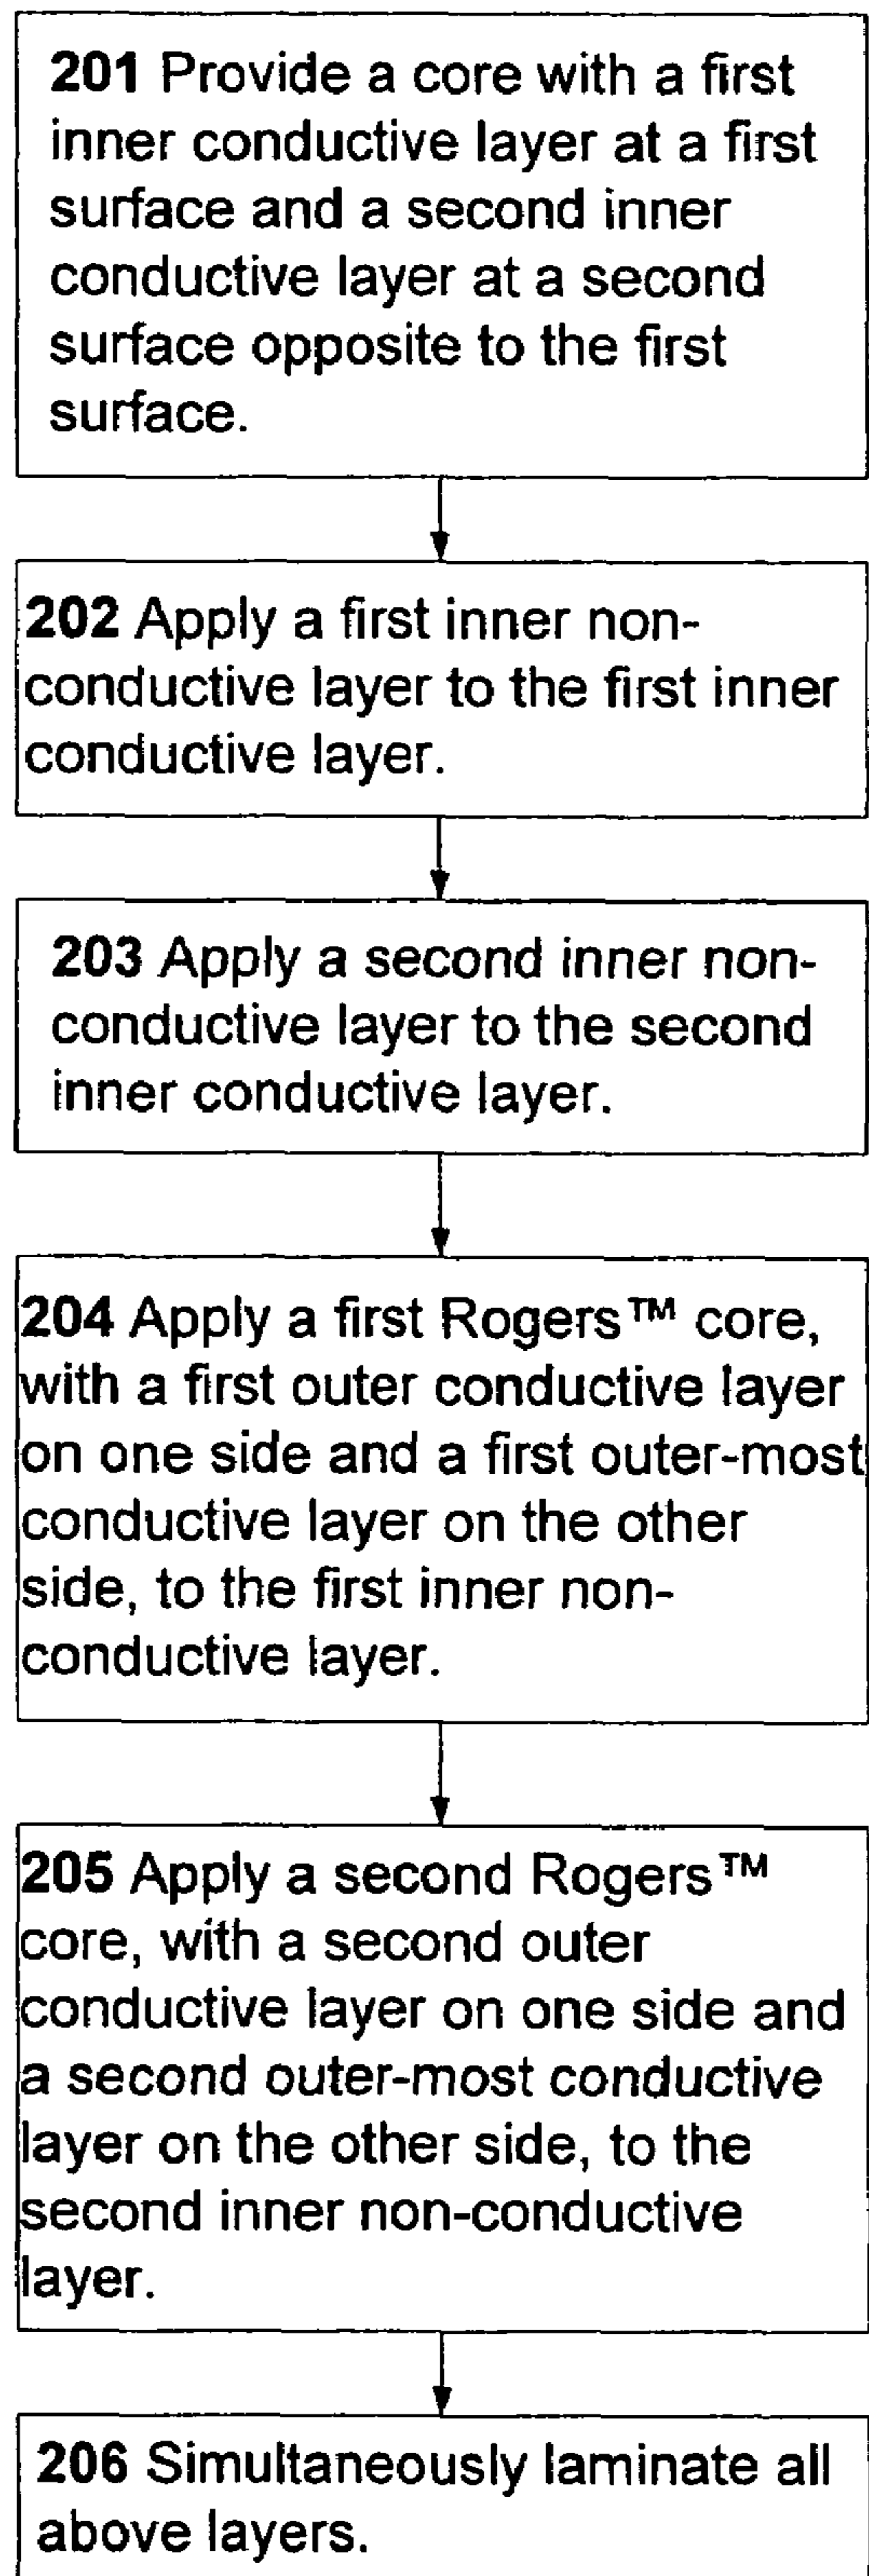 201 Provide a core with a first
inner conductive layer at a first
surface and a second inner
conductive layer at a second
surface opposite to the first
surface.
202 Apply a first inner non-
conductive layer to the first inner
conductive layer.
203 Apply a second inner non-
conductive layer to the second
inner conductive layer.
204 Apply a first Rogers™ core,
with a first outer conductive layer
on one side and a first outer-most
conductive layer on the other
side, to the first inner non-
conductive layer.
205 Apply a second Rogers™
core, with a second outer
conductive layer on one side and
a second outer-most conductive
layer on the other side, to the
second inner non-conductive
layer.
206 Simultaneously laminate all
above layers.